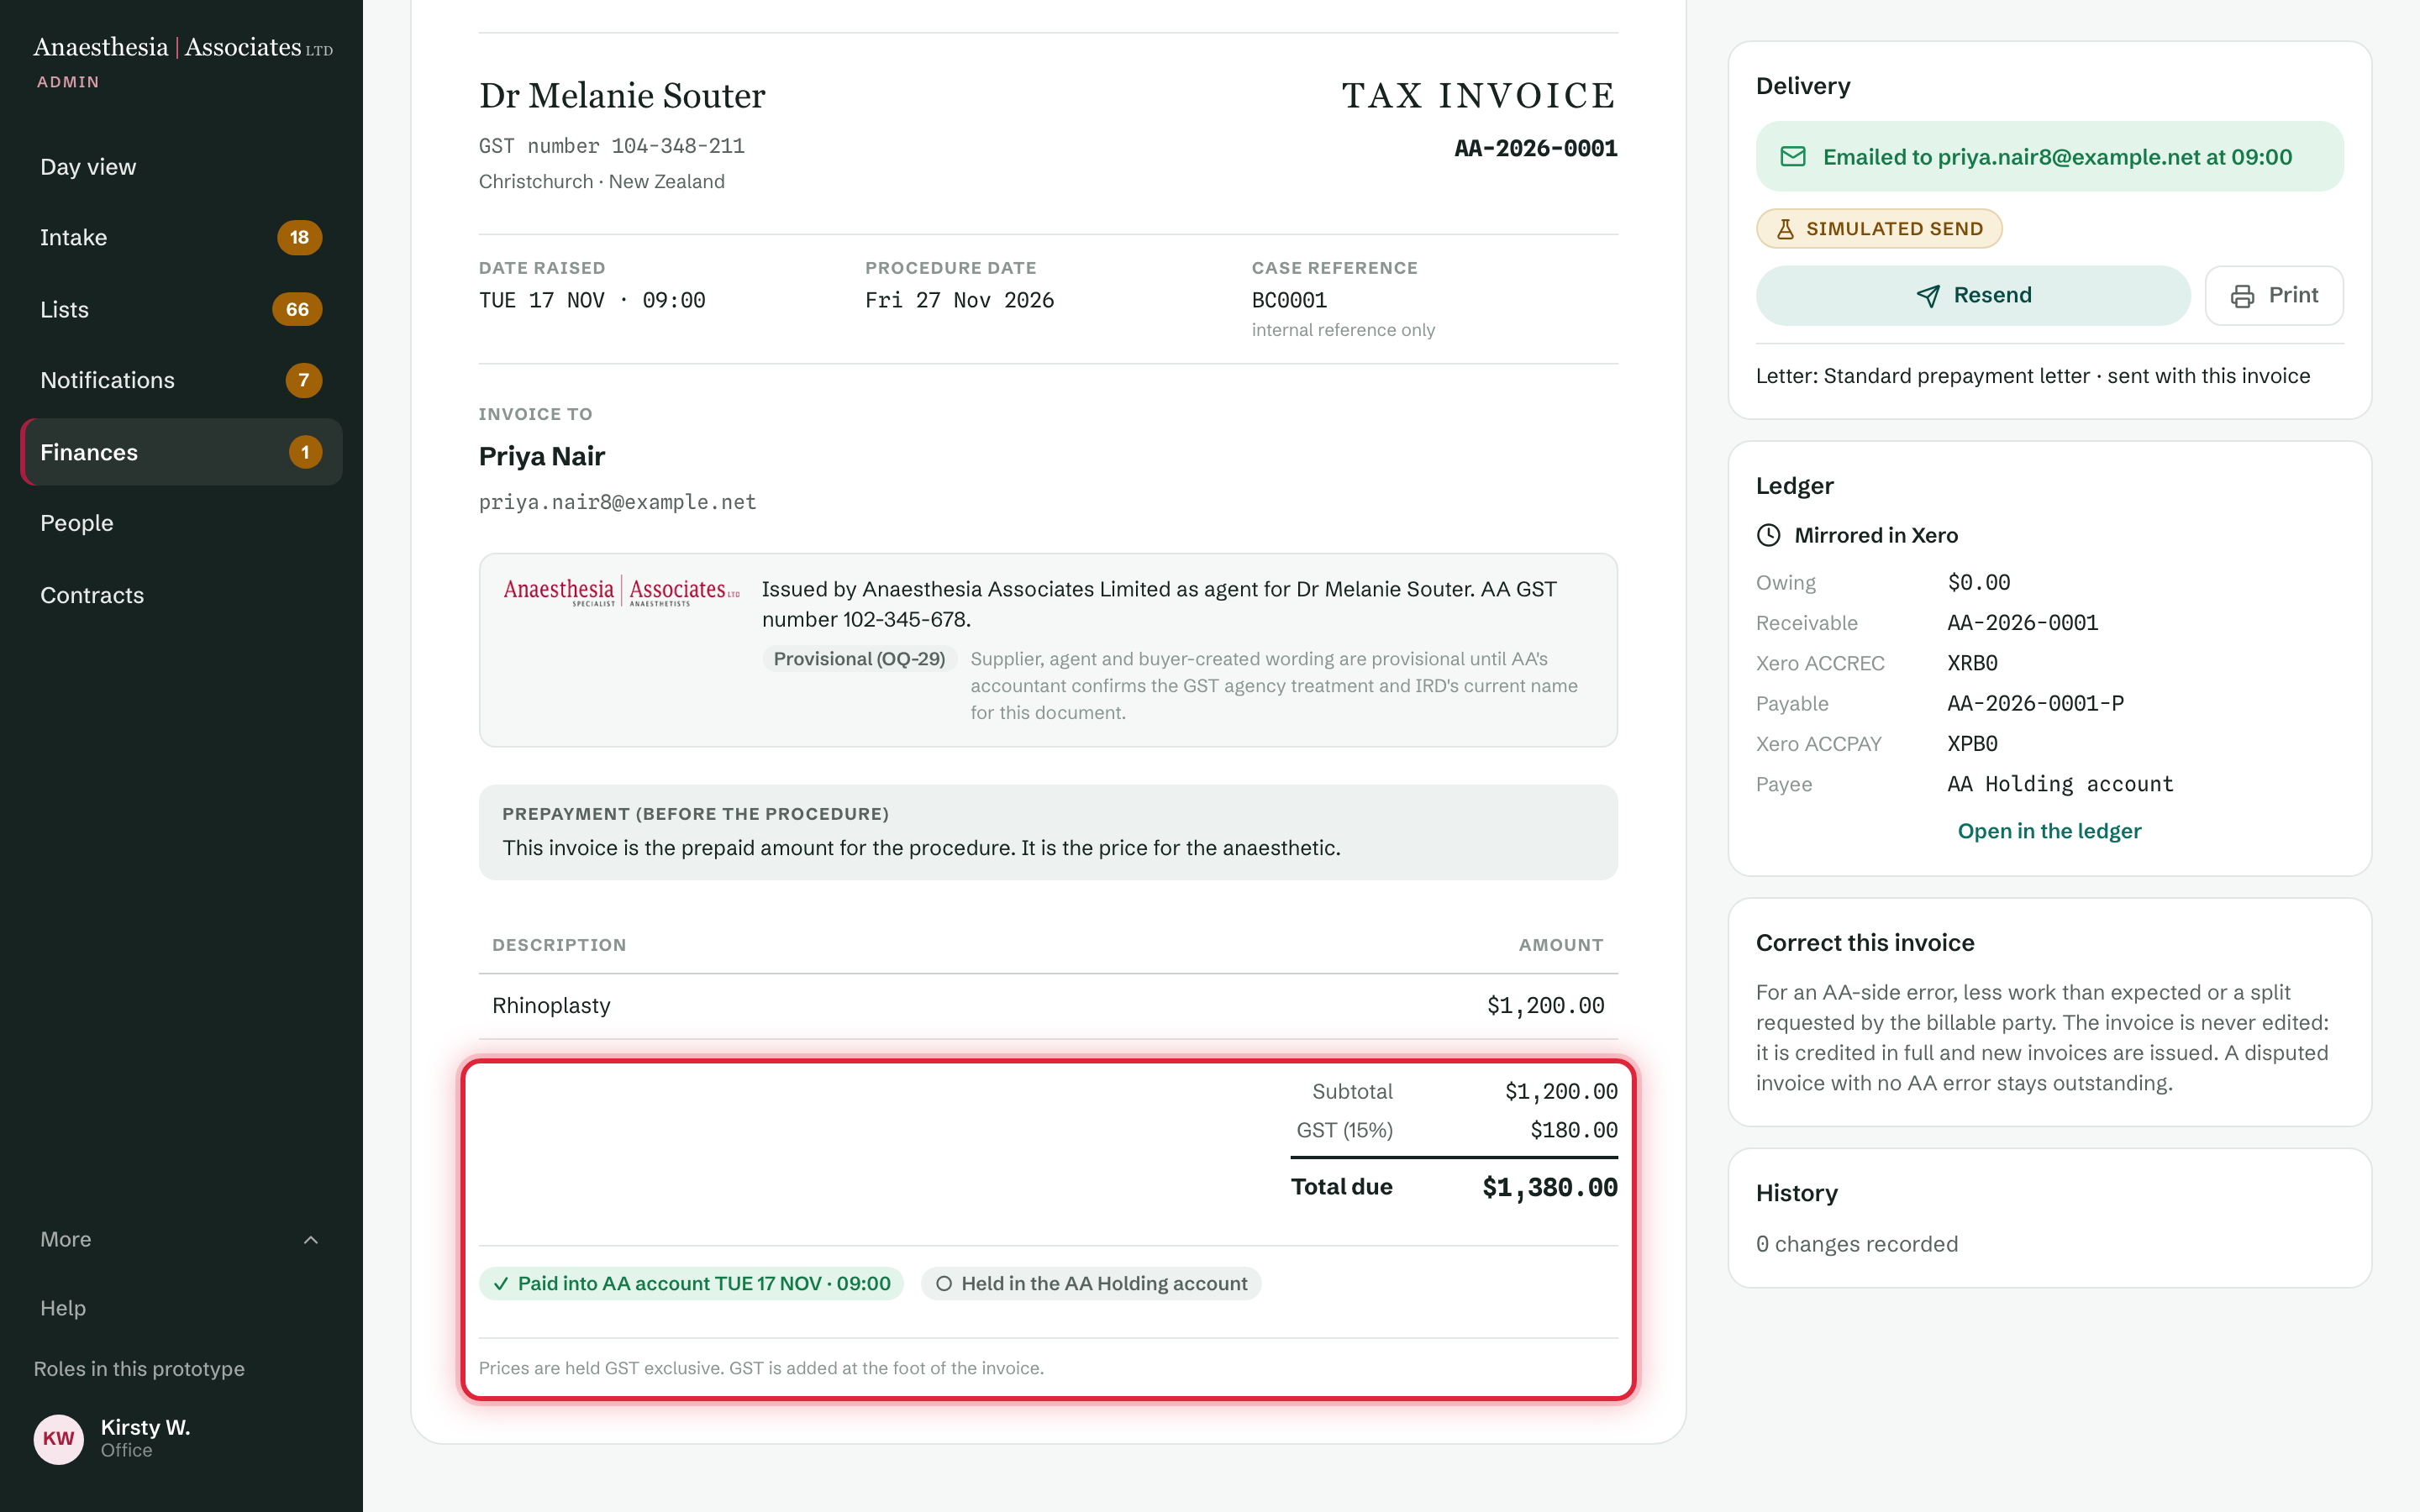 Anaesthesia | Associates LTD
ADMIN
Day view
Intake 18
Lists 66
Notifications 7
Finances 1
People
Contracts
More
Help
Roles in this prototype
KW
Kirsty W.
Office
Dr Melanie Souter
GST number 104-348-211
Christchurch · New Zealand
TAX INVOICE
AA-2026-0001
DATE RAISED
TUE 17 NOV · 09:00
PROCEDURE DATE
Fri 27 Nov 2026
CASE REFERENCE
BC0001
internal reference only
INVOICE TO
Priya Nair
priya.nair8@example.net
Anaesthesia | Associates LTD
SPECIALIST ANAESTHETISTS
Issued by Anaesthesia Associates Limited as agent for Dr Melanie Souter. AA GST
number 102-345-678.
Provisional (OQ-29)
Supplier, agent and buyer-created wording are provisional until AA's
accountant confirms the GST agency treatment and IRD's current name
for this document.
PREPAYMENT (BEFORE THE PROCEDURE)
This invoice is the prepaid amount for the procedure. It is the price for the anaesthetic.
DESCRIPTION AMOUNT
Rhinoplasty $1,200.00
Subtotal $1,200.00
GST (15%) $180.00
Total due $1,380.00
Paid into AA account TUE 17 NOV · 09:00
Held in the AA Holding account
Prices are held GST exclusive. GST is added at the foot of the invoice.
Delivery
Emailed to priya.nair8@example.net at 09:00
SIMULATED SEND
Resend
Print
Letter: Standard prepayment letter · sent with this invoice
Ledger
Mirrored in Xero
Owing $0.00
Receivable AA-2026-0001
Xero ACCREC XRB0
Payable AA-2026-0001-P
Xero ACCPAY XPB0
Payee AA Holding account
Open in the ledger
Correct this invoice
For an AA-side error, less work than expected or a split
requested by the billable party. The invoice is never edited:
it is credited in full and new invoices are issued. A disputed
invoice with no AA error stays outstanding.
History
0 changes recorded